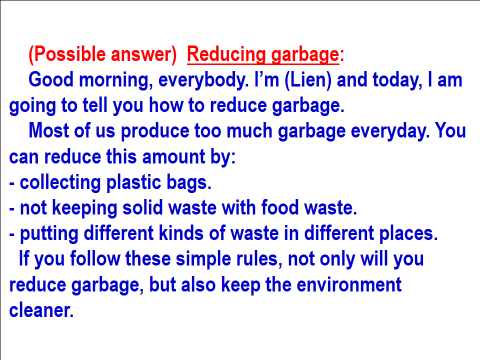 (Possible answer) Reducing garbage:
Good morning, everybody. I'm (Lien) and today, I am
going to tell you how to reduce garbage.
Most of us produce too much garbage everyday. You
can reduce this amount by:
- collecting plastic bags.
- not keeping solid waste with food waste.
- putting different kinds of waste in different places.
If you follow these simple rules, not only will you
reduce garbage, but also keep the environment
cleaner.